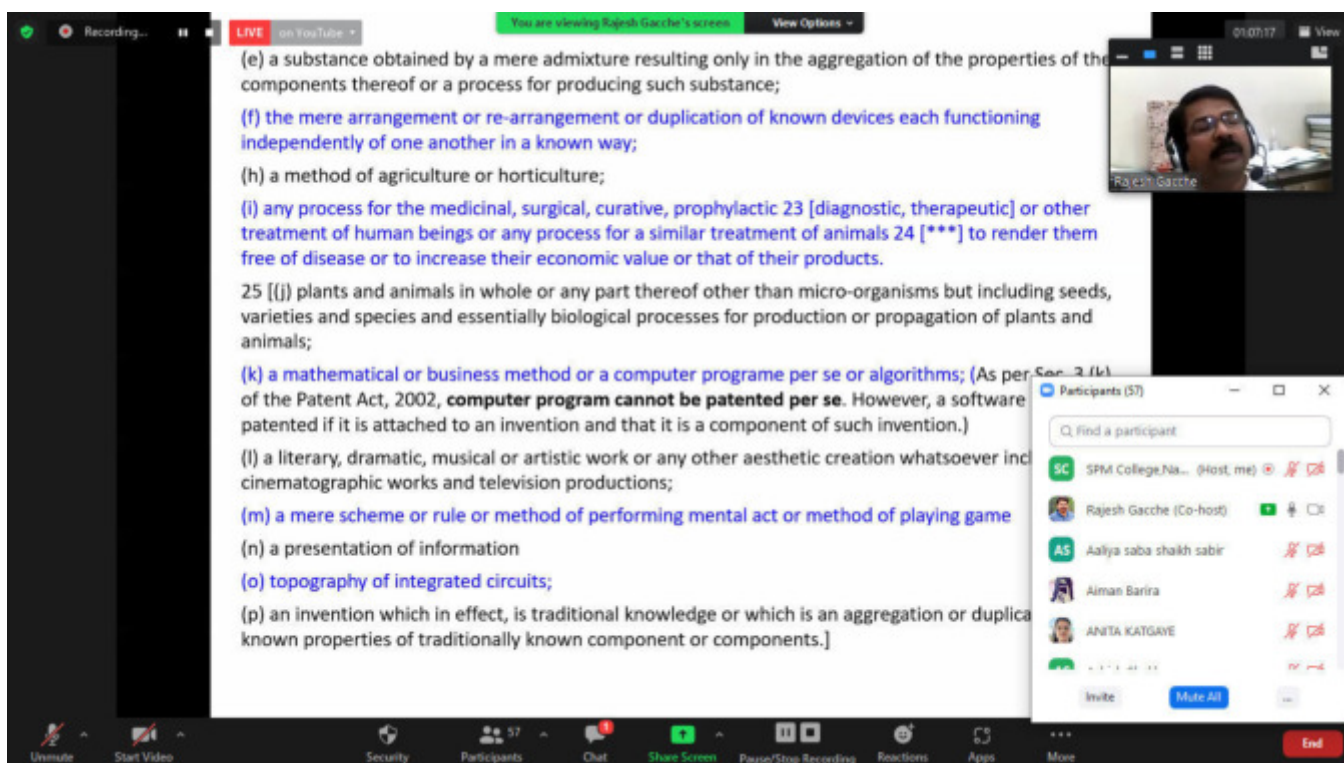 Recording...
LIVE on YouTube
You are viewing Rajesh Gacche's screen
View Options
01:07:17
View
(e) a substance obtained by a mere admixture resulting only in the aggregation of the properties of the
components thereof or a process for producing such substance;
(f) the mere arrangement or re-arrangement or duplication of known devices each functioning
independently of one another in a known way;
(h) a method of agriculture or horticulture;
(i) any process for the medicinal, surgical, curative, prophylactic 23 [diagnostic, therapeutic] or other
treatment of human beings or any process for a similar treatment of animals 24 [***] to render them
free of disease or to increase their economic value or that of their products.
25 [(j) plants and animals in whole or any part thereof other than micro-organisms but including seeds,
varieties and species and essentially biological processes for production or propagation of plants and
animals;
(k) a mathematical or business method or a computer programe per se or algorithms; (As per Sec. 3 (k)
of the Patent Act, 2002, computer program cannot be patented per se. However, a software
patented if it is attached to an invention and that it is a component of such invention.)
(l) a literary, dramatic, musical or artistic work or any other aesthetic creation whatsoever incl
cinematographic works and television productions;
(m) a mere scheme or rule or method of performing mental act or method of playing game
(n) a presentation of information
(o) topography of integrated circuits;
(p) an invention which in effect, is traditional knowledge or which is an aggregation or duplica
known properties of traditionally known component or components.]
Rajesh Gacche
Participants (57)
Find a participant
SC SPM College,Na... (Host, me)
Rajesh Gacche (Co-host)
AS Aaliya saba shaikh sabir
Aiman Barira
ANITA KATGAYE
Invite
Mute All
...
Unmute
Start Video
Security
57
Participants
1
Chat
Share Screen
Pause/Stop Recording
Reactions
Apps
More
End